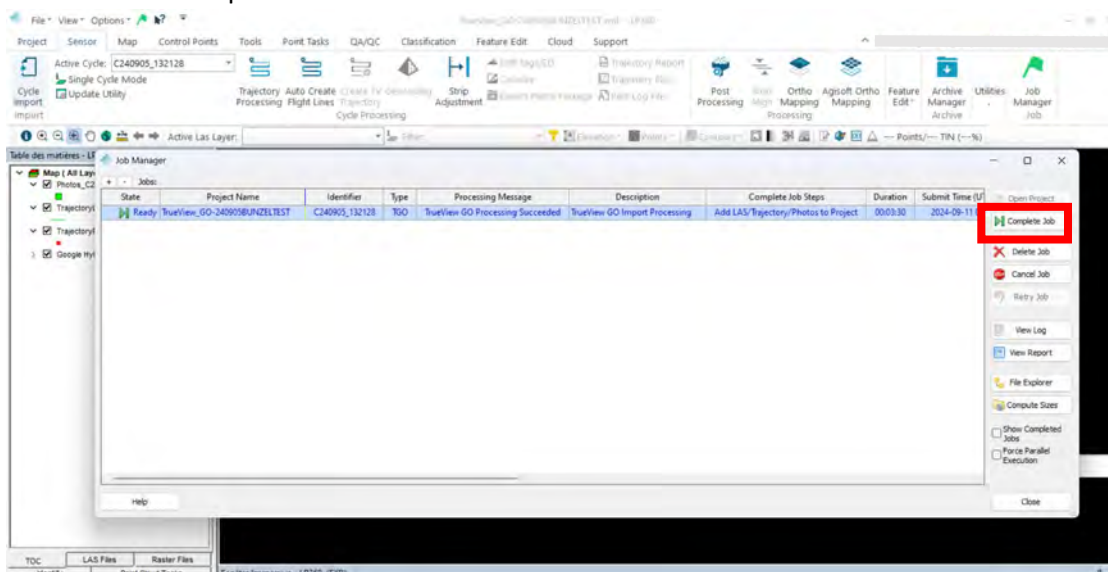 File View Options
Project Sensor Map Control Points Tools Point Tasks QA/QC Classification Feature Edit Cloud Support
Active Cycle: C240905_132128
Single Cycle Mode
Update Utility
Cycle Import
Import
Trajectory Processing
Auto Create Flight Lines
Cycle Processing
Strip Adjustment
Trajectory Report
Post Processing
Ortho Mapping
Agisoft Ortho Mapping
Processing
Feature Edit
Archive Manager
Archive
Utilities
Job Manager
Job
Active Las Layer:
Filter:
--- Points/--- TIN (---%)
Table des matières - LP
Map ( All Lay
Photos_C2
Trajectory
Trajectory
Google Hy
Job Manager
+ - Jobs:
State Project Name Identifier Type Processing Message Description Complete Job Steps Duration Submit Time (U
Ready TrueView_GO-240905BUNZELTEST C240905_132128 TGO TrueView GO Processing Succeeded TrueView GO Import Processing Add LAS/Trajectory/Photos to Project 00:03:30 2024-09-11
Open Project
Complete Job
Delete Job
Cancel Job
Retry Job
View Log
View Report
File Explorer
Compute Sizes
Show Completed Jobs
Force Parallel Execution
Help
Close
TOC LAS Files Raster Files